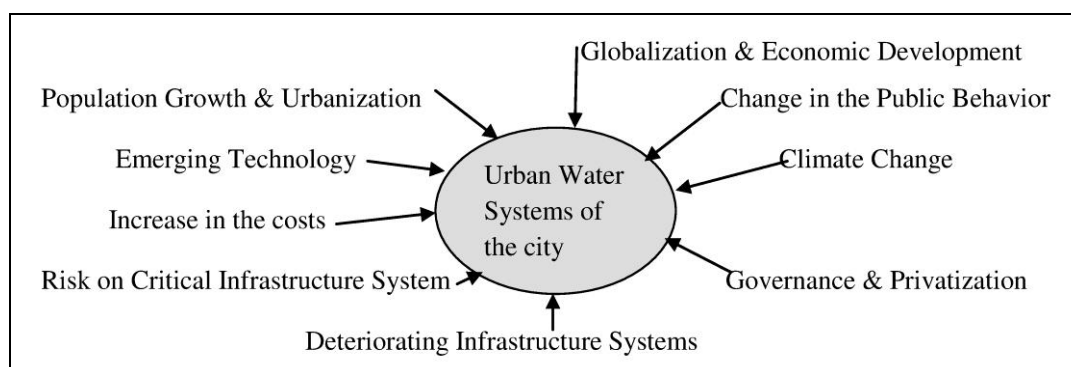 Globalization & Economic Development
Population Growth & Urbanization
Change in the Public Behavior
Emerging Technology
Climate Change
Urban Water
Systems of
the city
Increase in the costs
Risk on Critical Infrastructure System
Governance & Privatization
Deteriorating Infrastructure Systems